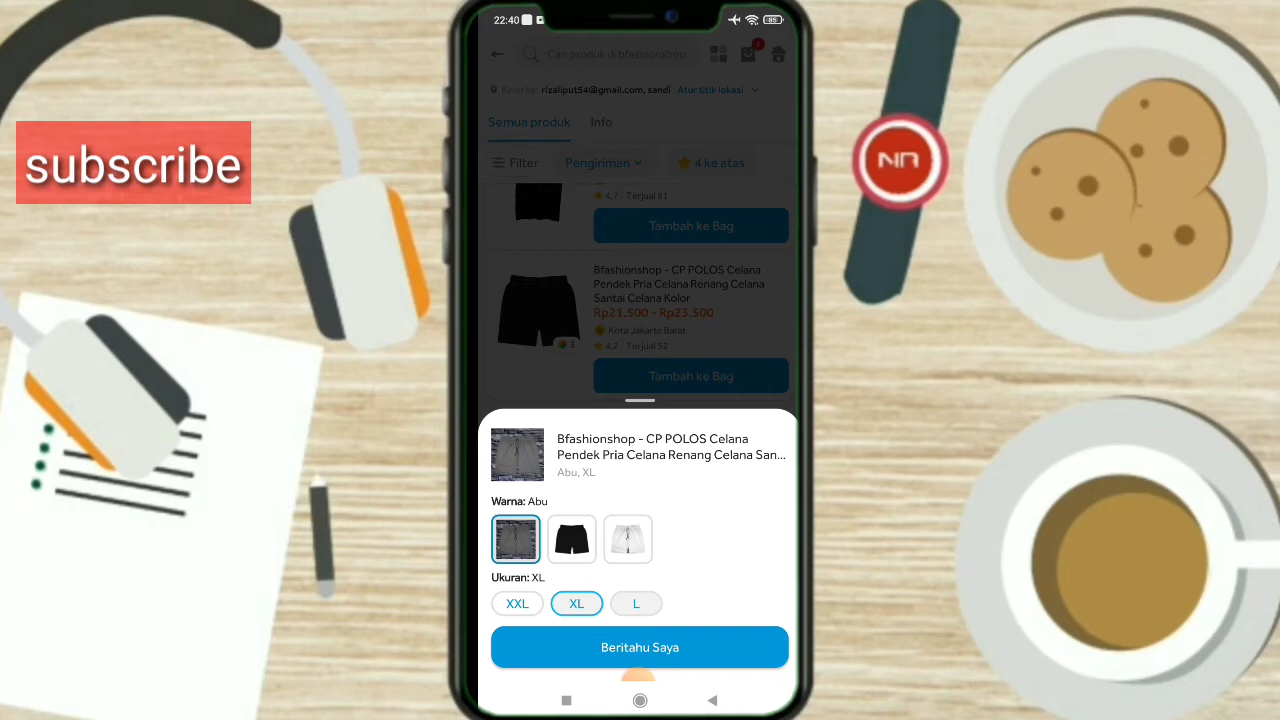 subscribe
22:40
85
Cari produk di bfashionshop
Kirim ke: rizaliput54@gmail.com, sandi Atur titik lokasi
Semua produk Info
Filter Pengiriman 4 ke atas
4,7 Terjual 81
Tambah ke Bag
Bfashionshop - CP POLOS Celana
Pendek Pria Celana Renang Celana
Santai Celana Kolor
Rp21.500 - Rp23.500
Kota Jakarta Barat
3
4,2 Terjual 52
Tambah ke Bag
Bfashionshop - CP POLOS Celana
Pendek Pria Celana Renang Celana San...
Abu, XL
Warna: Abu
Ukuran: XL
XXL XL L
Beritahu Saya